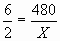 6/2 = 480/X